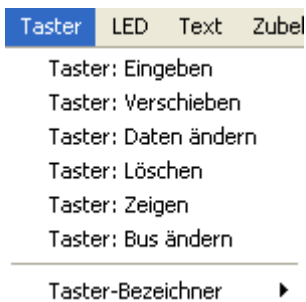 Taster LED Text Zubel
Taster: Eingeben
Taster: Verschieben
Taster: Daten ändern
Taster: Löschen
Taster: Zeigen
Taster: Bus ändern
Taster-Bezeichner